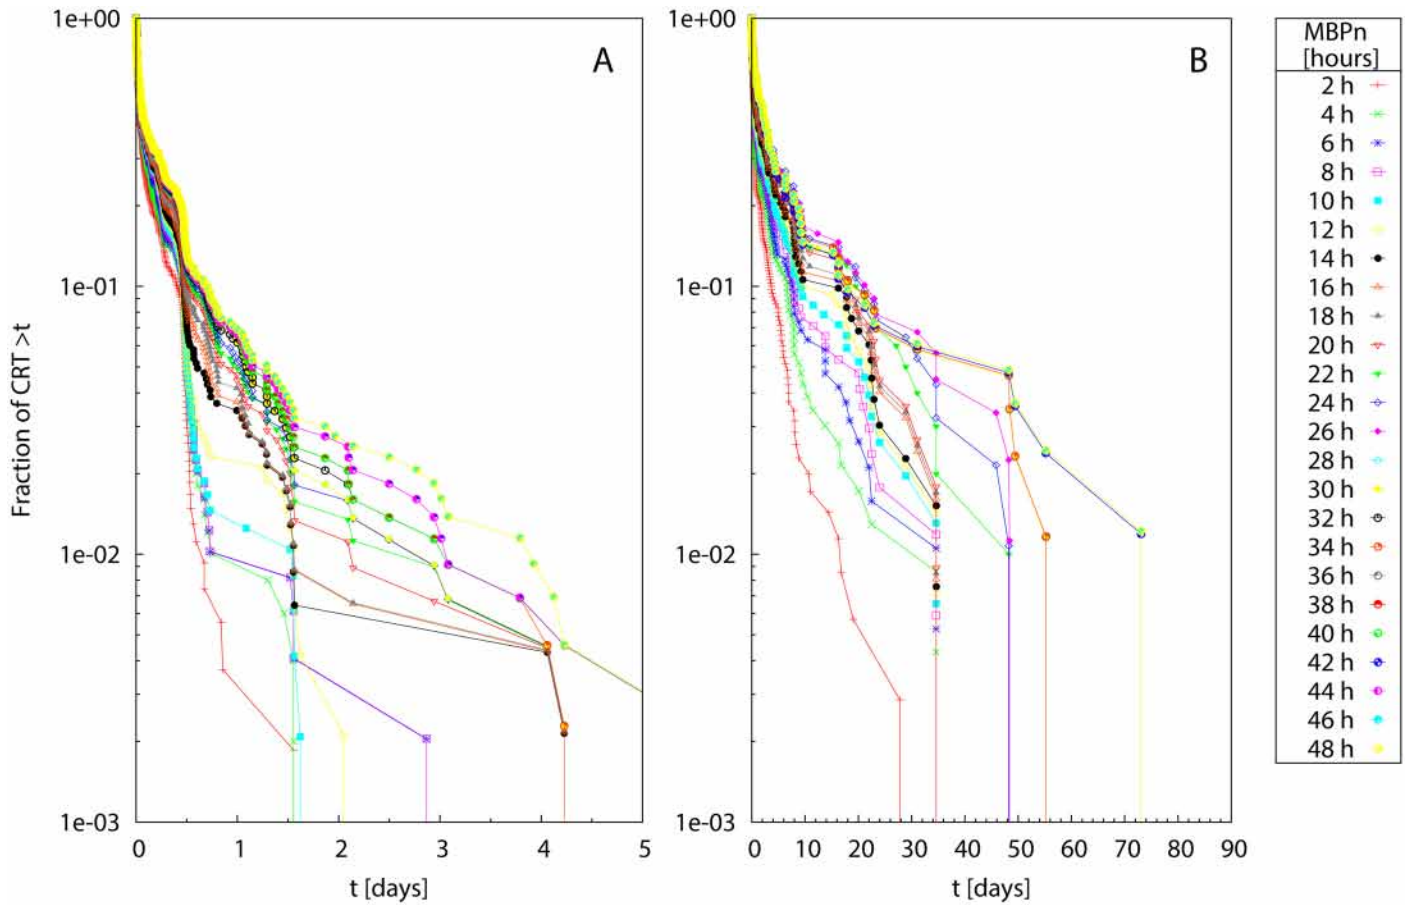 1e+00
1e-01
1e-02
1e-03
Fraction of CRT >t
A
0 1 2 3 4 5
t [days]
1e+00
1e-01
1e-02
1e-03
B
0 10 20 30 40 50 60 70 80 90
t [days]
MBPn
[hours]
2 h
4 h
6 h
8 h
10 h
12 h
14 h
16 h
18 h
20 h
22 h
24 h
26 h
28 h
30 h
32 h
34 h
36 h
38 h
40 h
42 h
44 h
46 h
48 h